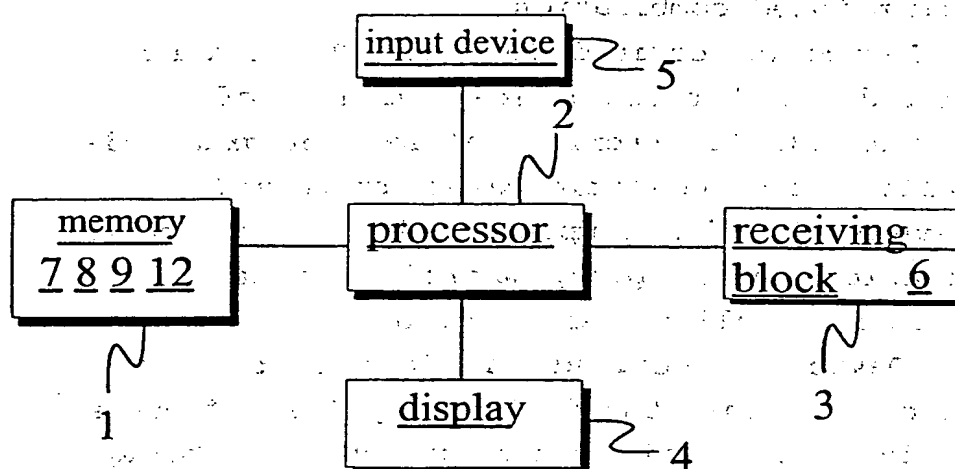 input device
5
2
memory
7 8 9 12
processor
receiving
block 6
1
display
3
4